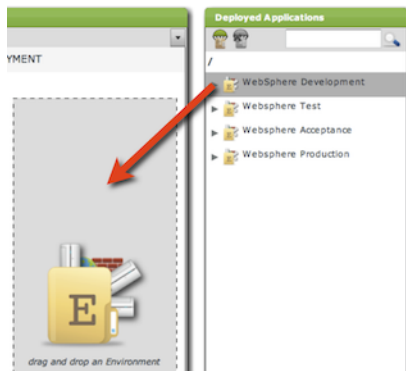 YMENT
E
drag and drop an Environment
Deployed Applications
/
WebSphere Development
Websphere Test
Websphere Acceptance
Websphere Production